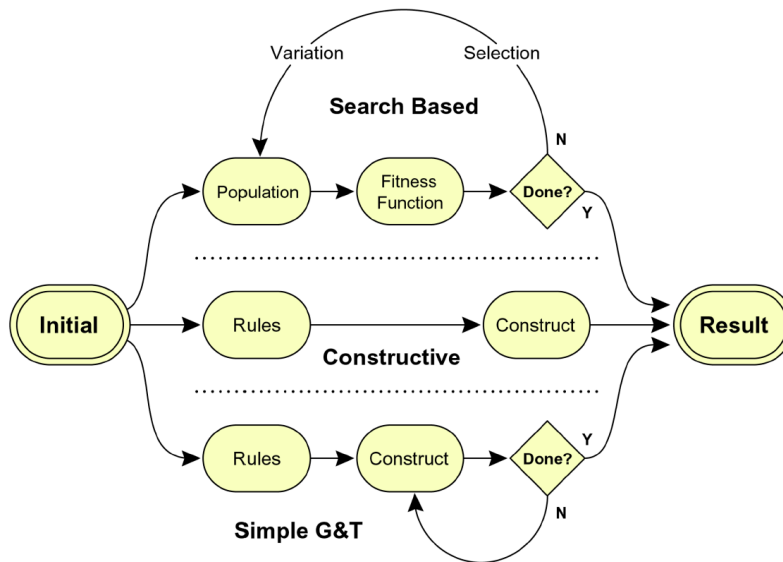 Variation
Selection
Search Based
N
Population
Fitness
Function
Done?
Y
Initial
Rules
Construct
Result
Constructive
Rules
Construct
Done?
Y
N
Simple G&T